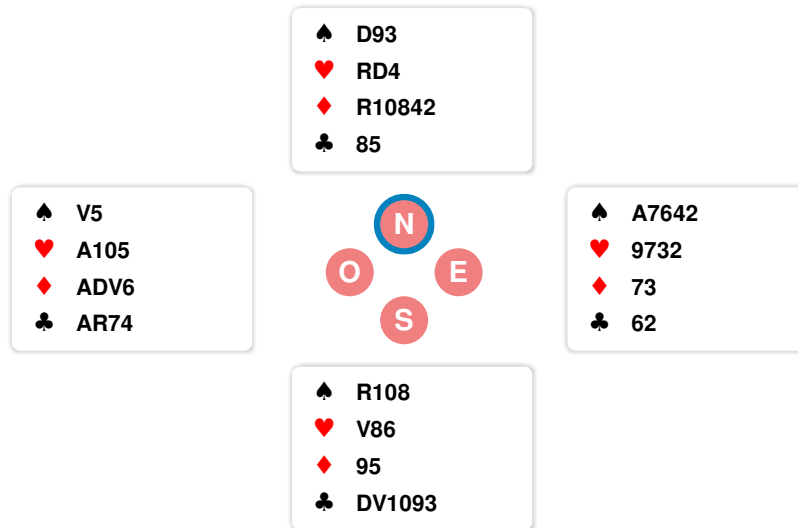 ♠ D93
♥ RD4
♦ R10842
♣ 85
♠ V5
♥ A105
♦ ADV6
♣ AR74
N
O
E
S
♠ A7642
♥ 9732
♦ 73
♣ 62
♠ R108
♥ V86
♦ 95
♣ DV1093